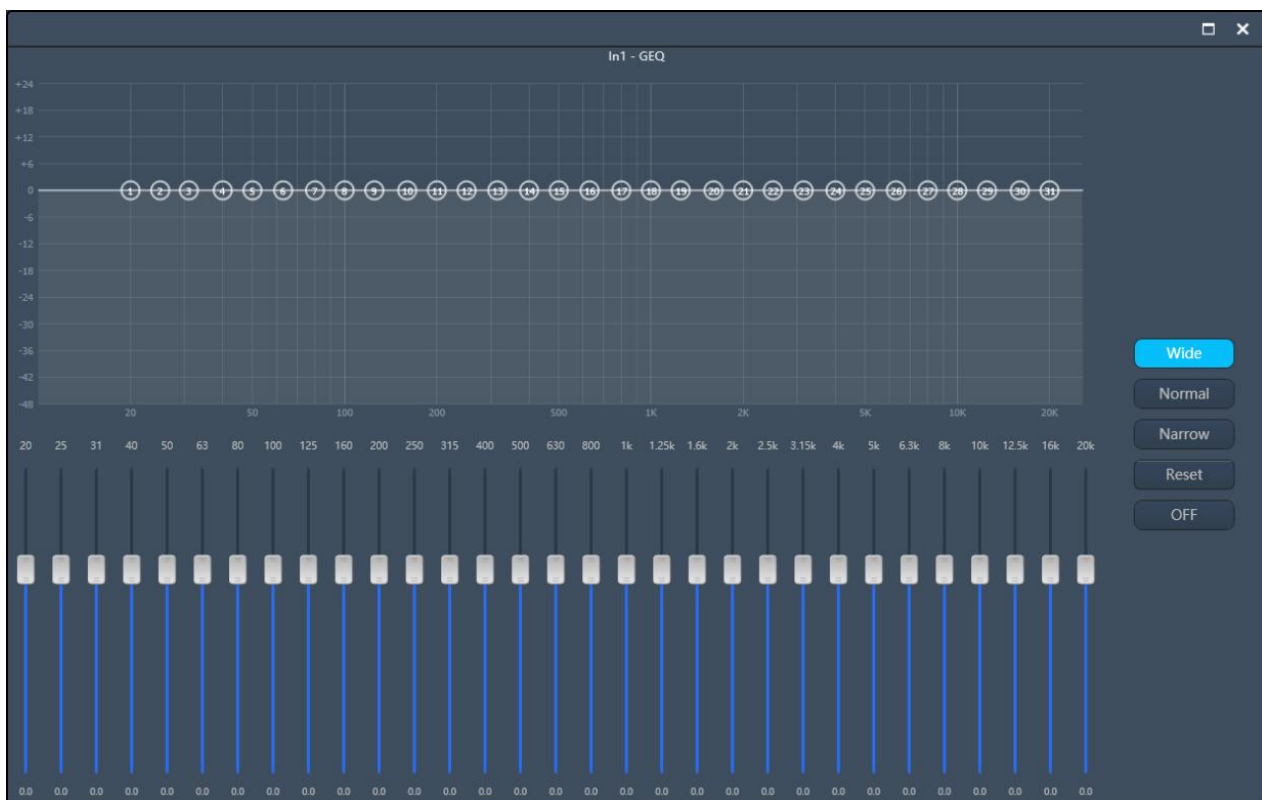 In1 - GEQ
+24
+18
+12
+6
0 1 2 3 4 5 6 7 8 9 10 11 12 13 14 15 16 17 18 19 20 21 22 23 24 25 26 27 28 29 30 31
-6
-12
-18
-24
-30
-36
-42
-48
20 50 100 200 500 1K 2K 5K 10K 20K
Wide
Normal
Narrow
Reset
OFF
20 25 31 40 50 63 80 100 125 160 200 250 315 400 500 630 800 1k 1.25k 1.6k 2k 2.5k 3.15k 4k 5k 6.3k 8k 10k 12.5k 16k 20k
0.0 0.0 0.0 0.0 0.0 0.0 0.0 0.0 0.0 0.0 0.0 0.0 0.0 0.0 0.0 0.0 0.0 0.0 0.0 0.0 0.0 0.0 0.0 0.0 0.0 0.0 0.0 0.0 0.0 0.0 0.0